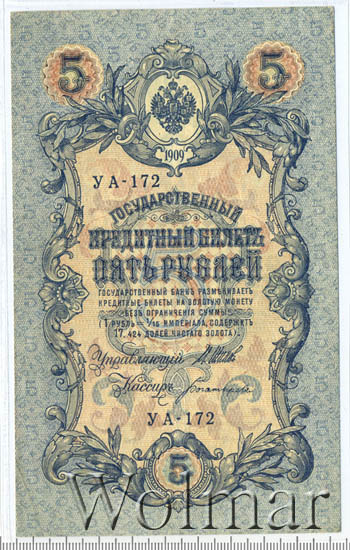 5 5
1909
УА-172
ГОСУДАРСТВЕННЫЙ
КРЕДИТНЫЙ БИЛЕТЪ
ПЯТЬ РУБЛЕЙ
ГОСУДАРСТВЕННЫЙ БАНКЪ РАЗМѢНИВАЕТЪ
КРЕДИТНЫЕ БИЛЕТЫ НА ЗОЛОТУЮ МОНЕТУ
БЕЗЪ ОГРАНИЧЕНІЯ СУММЫ
(1 РУБЛЬ = 1/15 ИМПЕРІАЛА, СОДЕРЖИТЪ
17,424 ДОЛЕЙ ЧИСТАГО ЗОЛОТА).
Управляющій
Кассиръ
УА-172
5
Wolmar